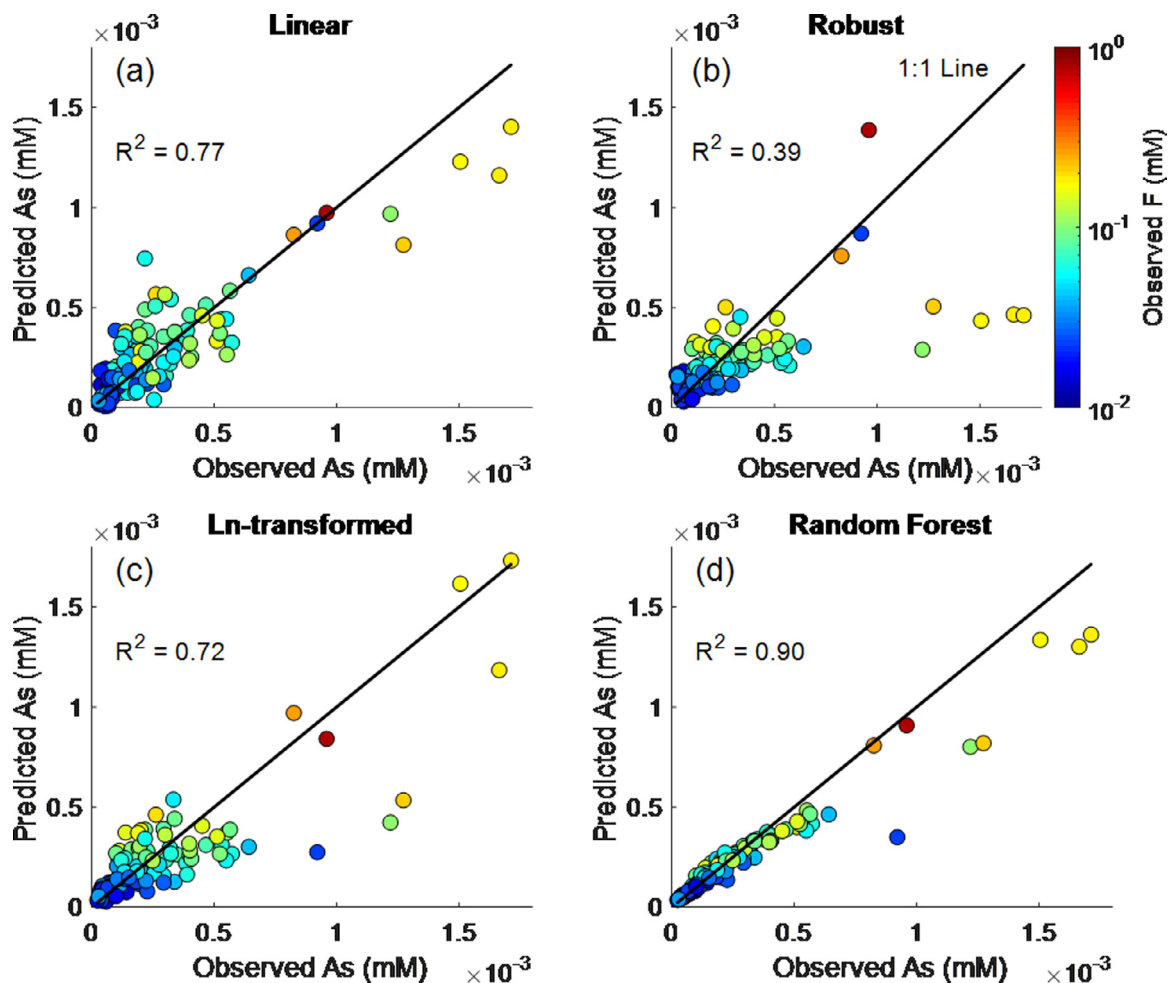 × 10⁻³
Linear
(a)
R² = 0.77
1.5
1
0.5
0
Predicted As (mM)
0 0.5 1 1.5
Observed As (mM)
× 10⁻³
× 10⁻³
Robust
(b)
1:1 Line
R² = 0.39
1.5
1
0.5
0
Predicted As (mM)
0 0.5 1 1.5
Observed As (mM)
× 10⁻³
10⁰
10⁻¹
10⁻²
Observed F (mM)
× 10⁻³
Ln-transformed
(c)
R² = 0.72
1.5
1
0.5
0
Predicted As (mM)
0 0.5 1 1.5
Observed As (mM)
× 10⁻³
× 10⁻³
Random Forest
(d)
R² = 0.90
1.5
1
0.5
0
Predicted As (mM)
0 0.5 1 1.5
Observed As (mM)
× 10⁻³